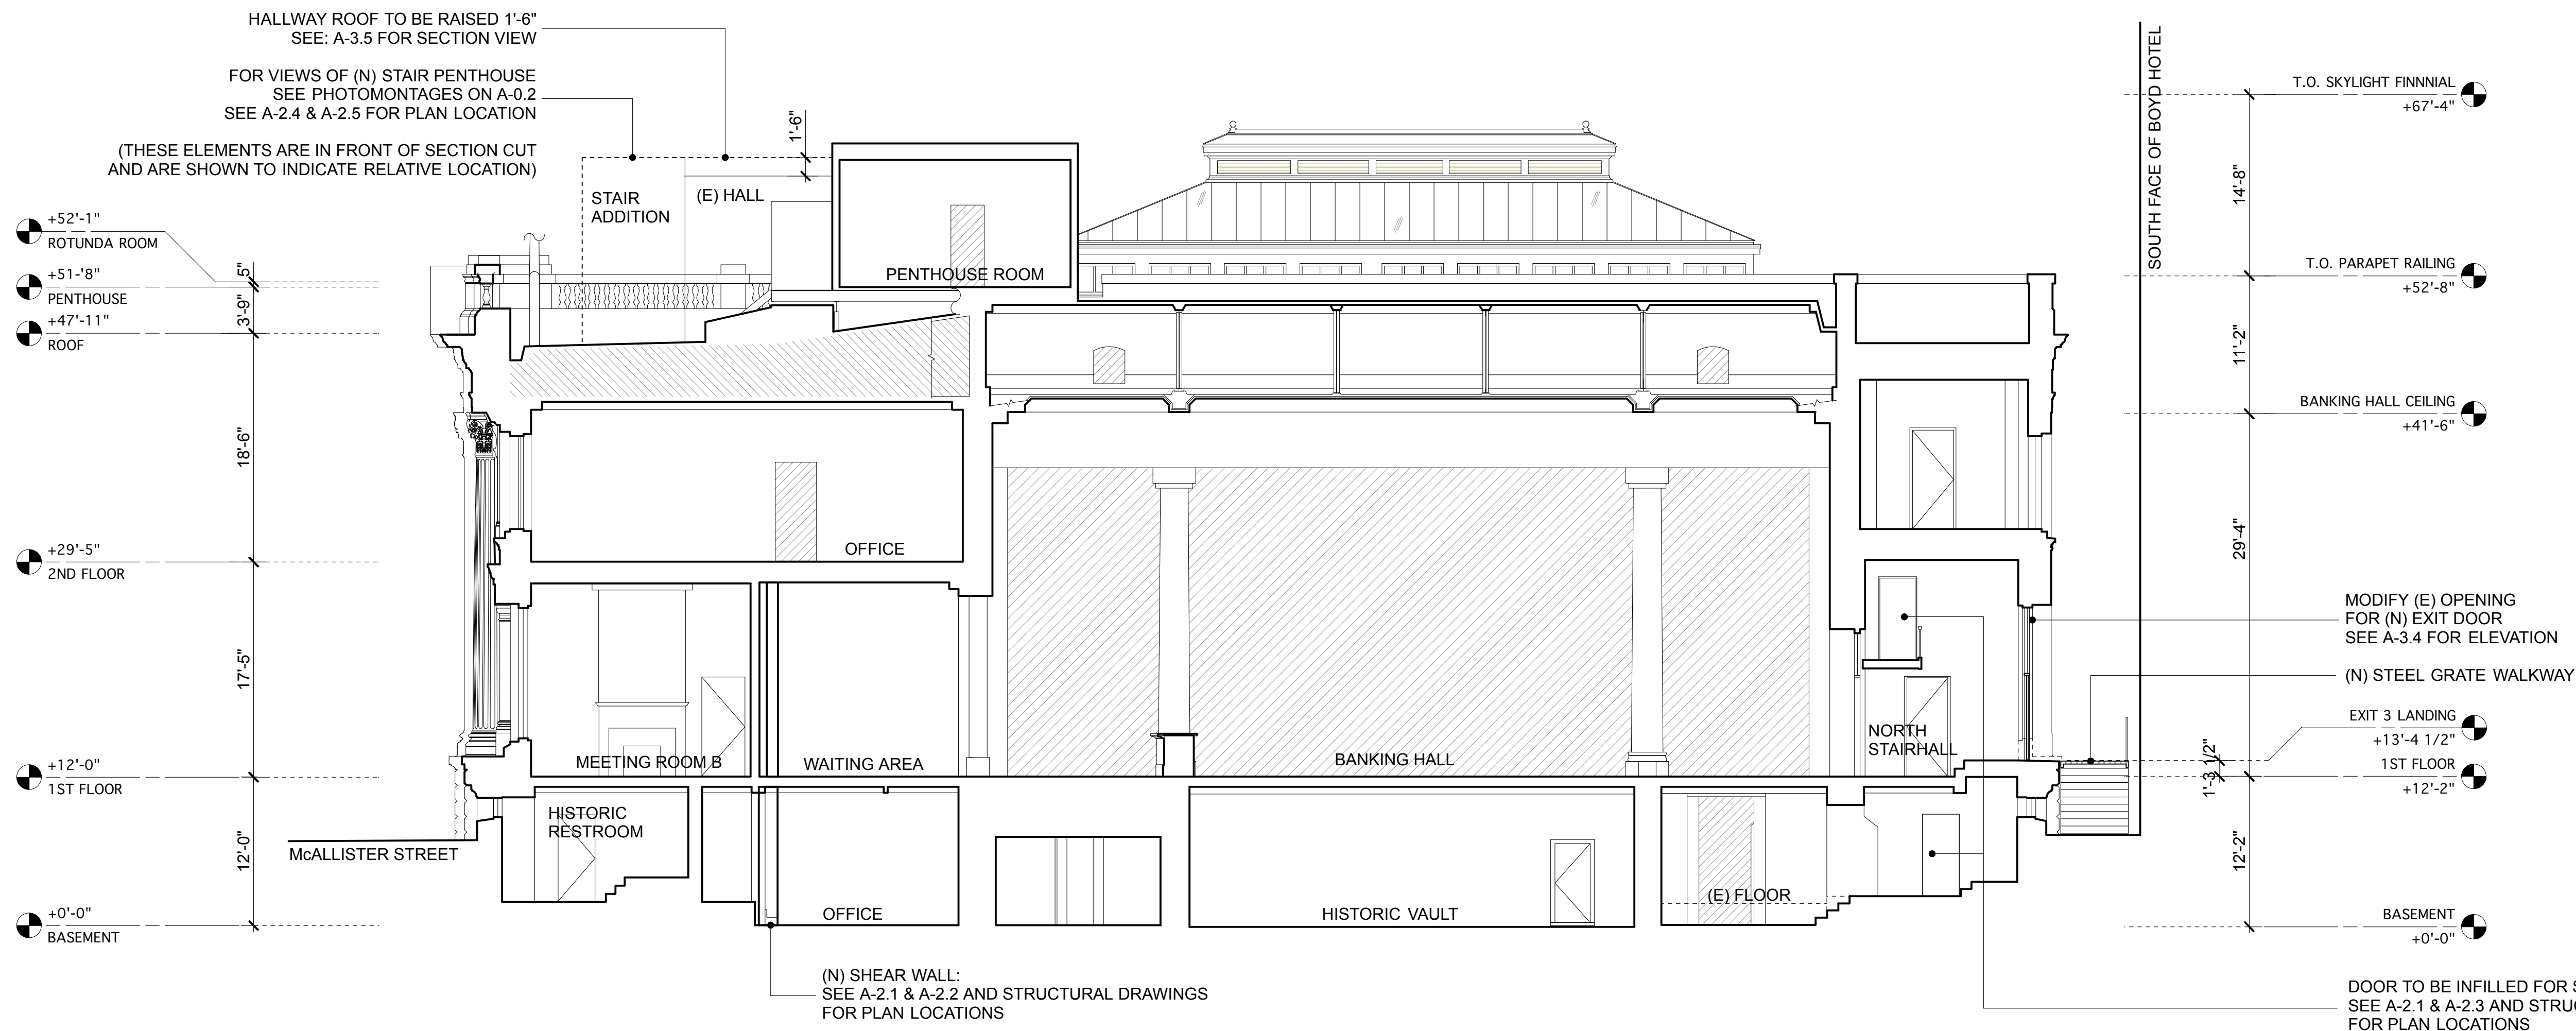 HALLWAY ROOF TO BE RAISED 1'-6"
SEE: A-3.5 FOR SECTION VIEW
FOR VIEWS OF (N) STAIR PENTHOUSE
SEE PHOTOMONTAGES ON A-0.2
SEE A-2.4 & A-2.5 FOR PLAN LOCATION
(THESE ELEMENTS ARE IN FRONT OF SECTION CUT
AND ARE SHOWN TO INDICATE RELATIVE LOCATION)
1'-6"
STAIR
ADDITION
(E) HALL
PENTHOUSE ROOM
+52'-1"
ROTUNDA ROOM
+51-'8"
PENTHOUSE
+47'-11"
ROOF
+29'-5"
2ND FLOOR
+12'-0"
1ST FLOOR
+0'-0"
BASEMENT
5"
3'-9"
18'-6"
17'-5"
12'-0"
McALLISTER STREET
OFFICE
MEETING ROOM B
WAITING AREA
BANKING HALL
NORTH
STAIRHALL
HISTORIC
RESTROOM
OFFICE
HISTORIC VAULT
(E) FLOOR
(N) SHEAR WALL:
SEE A-2.1 & A-2.2 AND STRUCTURAL DRAWINGS
FOR PLAN LOCATIONS
SOUTH FACE OF BOYD HOTEL
T.O. SKYLIGHT FINNNIAL
+67'-4"
14'-8"
T.O. PARAPET RAILING
+52'-8"
11'-2"
BANKING HALL CEILING
+41'-6"
29'-4"
MODIFY (E) OPENING
FOR (N) EXIT DOOR
SEE A-3.4 FOR ELEVATION
(N) STEEL GRATE WALKWAY
EXIT 3 LANDING
+13'-4 1/2"
1'-3 1/2"
1ST FLOOR
+12'-2"
12'-2"
BASEMENT
+0'-0"
DOOR TO BE INFILLED FOR
SEE A-2.1 & A-2.3 AND
FOR PLAN LOCATIONS